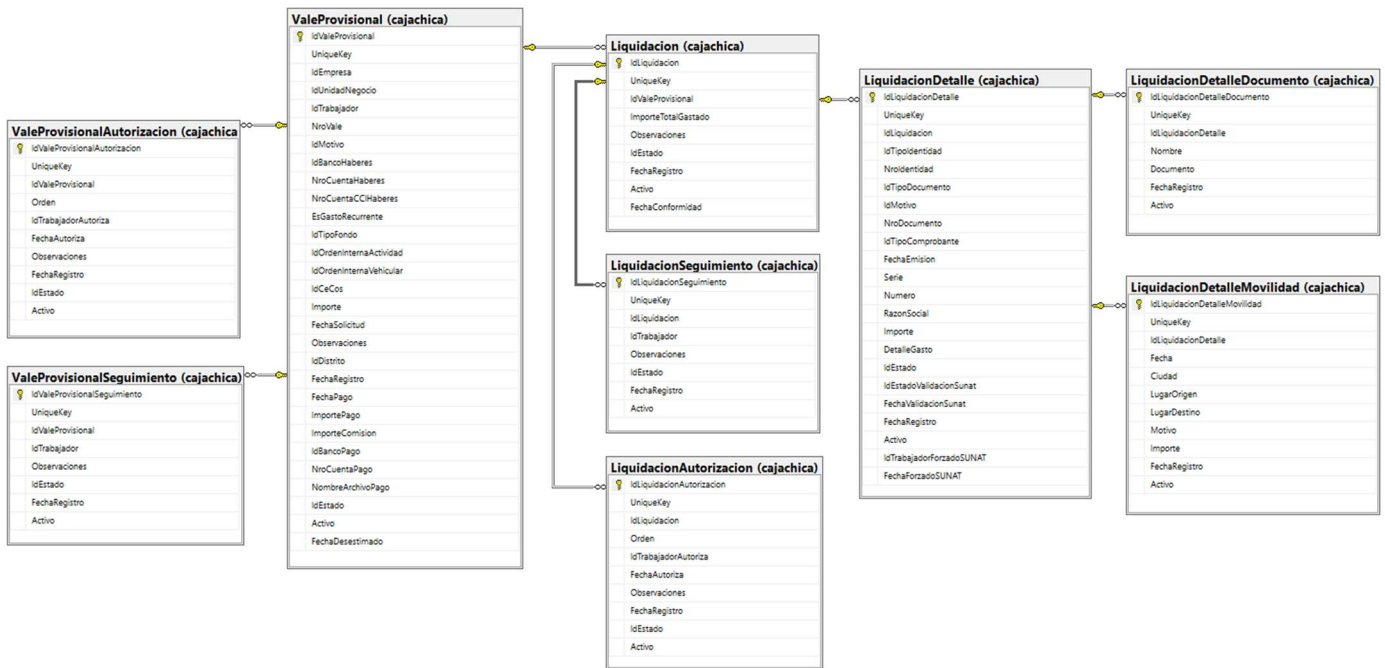 ValeProvisionalAutorizacion (cajachica
IdValeProvisionalAutorizacion
UniqueKey
IdValeProvisional
Orden
IdTrabajadorAutoriza
FechaAutoriza
Observaciones
FechaRegistro
IdEstado
Activo
ValeProvisionalSeguimiento (cajachica)
IdValeProvisionalSeguimiento
UniqueKey
IdValeProvisional
IdTrabajador
Observaciones
IdEstado
FechaRegistro
Activo
ValeProvisional (cajachica)
IdValeProvisional
UniqueKey
IdEmpresa
IdUnidadNegocio
IdTrabajador
NroVale
IdMotivo
IdBancoHaberes
NroCuentaHaberes
NroCuentaCCIHaberes
EsGastoRecurrente
IdTipoFondo
IdOrdenInternaActividad
IdOrdenInternaVehicular
IdCeCos
Importe
FechaSolicitud
Observaciones
IdDistrito
FechaRegistro
FechaPago
ImportePago
ImporteComision
IdBancoPago
NroCuentaPago
NombreArchivoPago
IdEstado
Activo
FechaDesestimado
Liquidacion (cajachica)
IdLiquidacion
UniqueKey
IdValeProvisional
ImporteTotalGastado
Observaciones
IdEstado
FechaRegistro
Activo
FechaConformidad
LiquidacionSeguimiento (cajachica)
IdLiquidacionSeguimiento
UniqueKey
IdLiquidacion
IdTrabajador
Observaciones
IdEstado
FechaRegistro
Activo
LiquidacionAutorizacion (cajachica)
IdLiquidacionAutorizacion
UniqueKey
IdLiquidacion
Orden
IdTrabajadorAutoriza
FechaAutoriza
Observaciones
FechaRegistro
IdEstado
Activo
LiquidacionDetalle (cajachica)
IdLiquidacionDetalle
UniqueKey
IdLiquidacion
IdTipoIdentidad
NroIdentidad
IdTipoDocumento
IdMotivo
NroDocumento
IdTipoComprobante
FechaEmision
Serie
Numero
RazonSocial
Importe
DetalleGasto
IdEstado
IdEstadoValidacionSunat
FechaValidacionSunat
FechaRegistro
Activo
IdTrabajadorForzadoSUNAT
FechaForzadoSUNAT
LiquidacionDetalleDocumento (cajachica)
IdLiquidacionDetalleDocumento
UniqueKey
IdLiquidacionDetalle
Nombre
Documento
FechaRegistro
Activo
LiquidacionDetalleMovilidad (cajachica)
IdLiquidacionDetalleMovilidad
UniqueKey
IdLiquidacionDetalle
Fecha
Ciudad
LugarOrigen
LugarDestino
Motivo
Importe
FechaRegistro
Activo